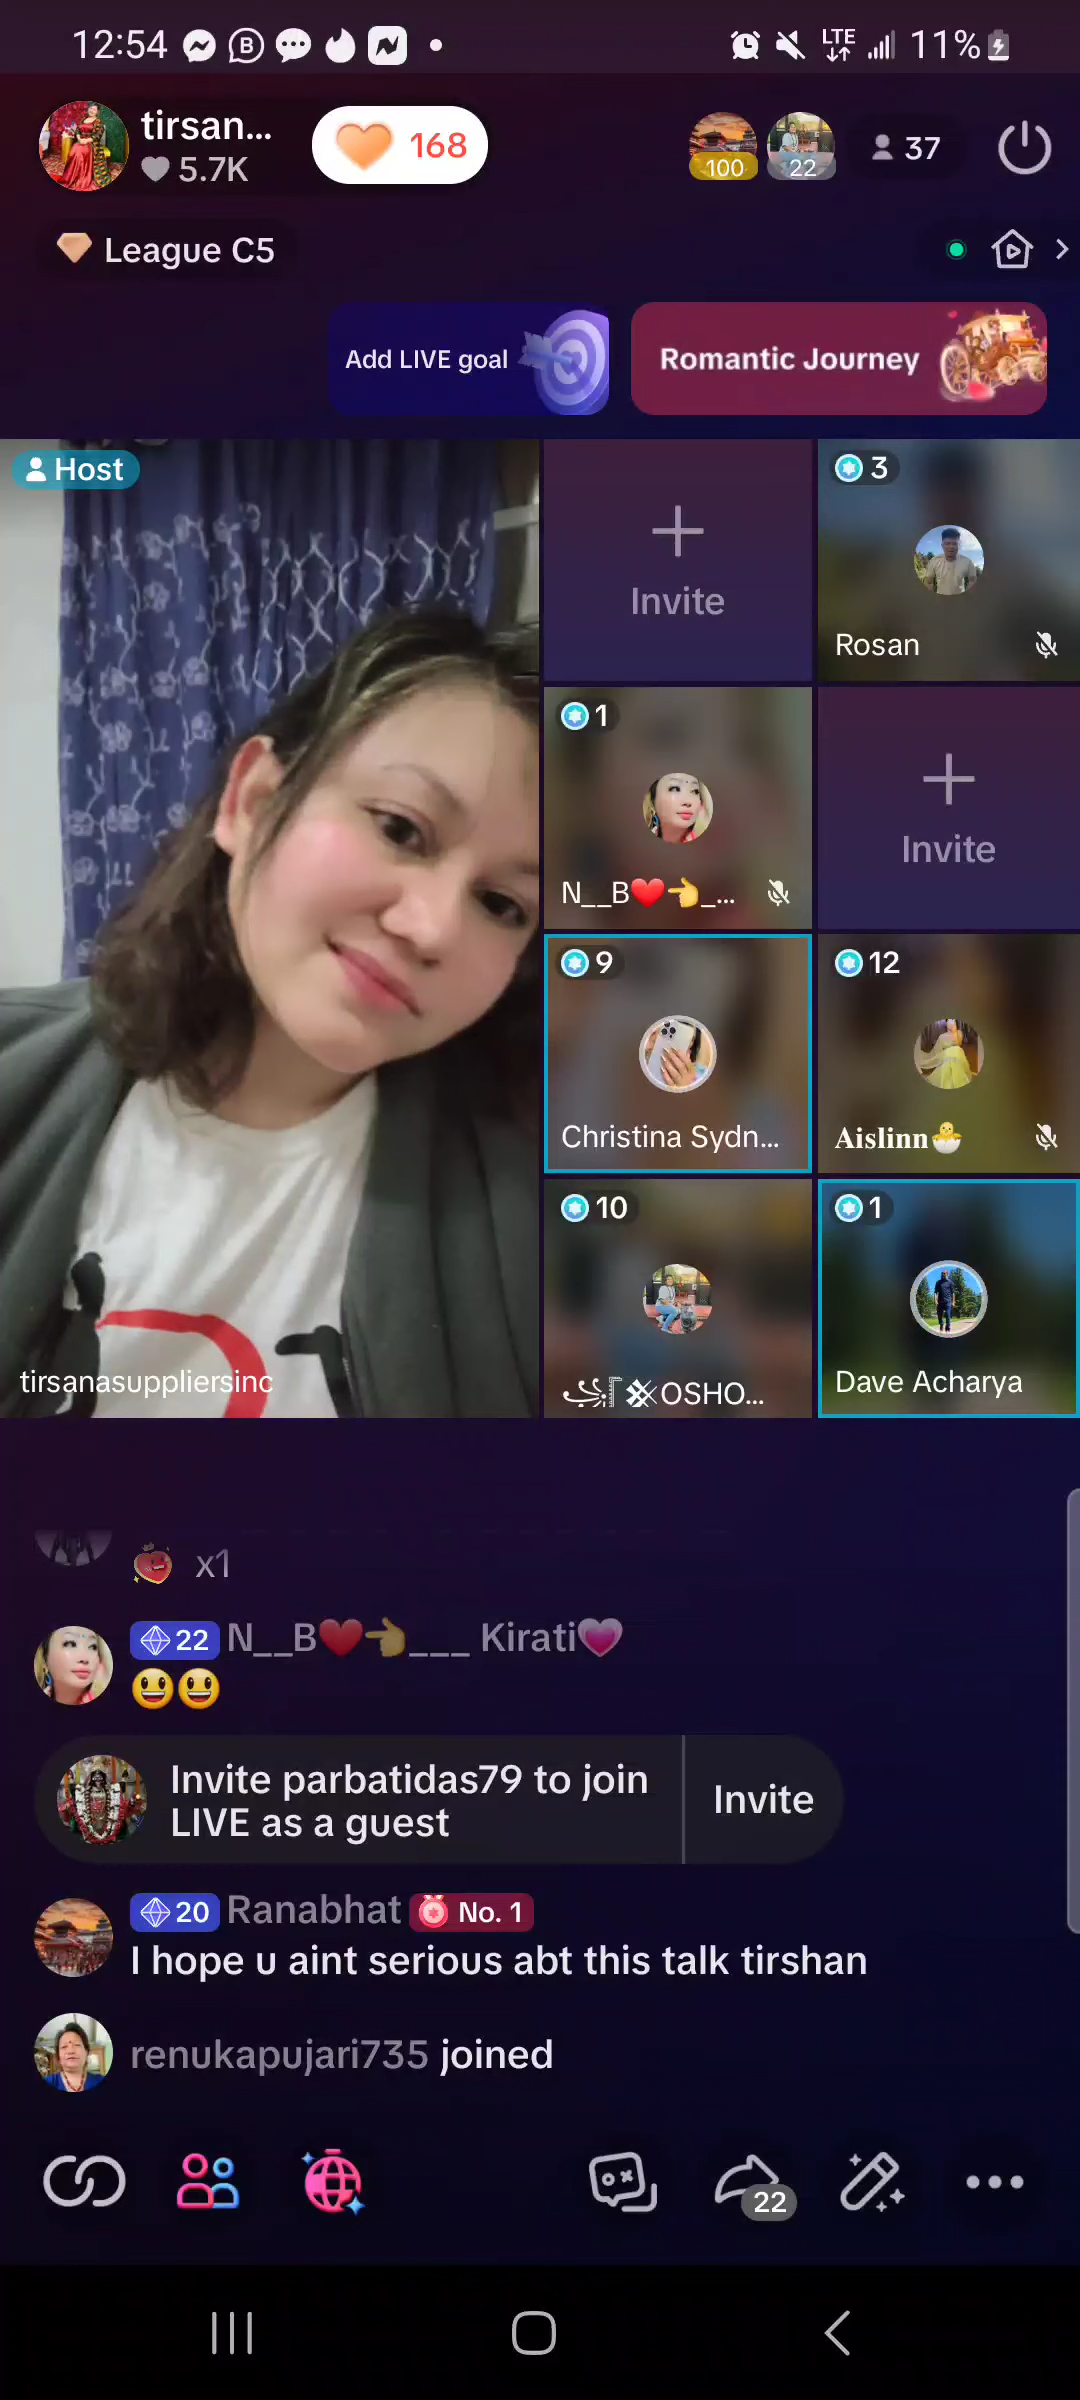 12:54
LTE
11%
tirsan...
5.7K
168
100
22
37
League C5
Add LIVE goal
Romantic Journey
Host
Invite
3
Rosan
1
N__B❤️👈_...
Invite
9
Christina Sydn...
12
Aislinn🐣
10
OSHO...
1
Dave Acharya
tirsanasuppliersinc
x1
22 N__B❤️👈___ Kirati💗
😃😃
Invite parbatidas79 to join
LIVE as a guest
Invite
20 Ranabhat No. 1
I hope u aint serious abt this talk tirshan
renukapujari735 joined
22